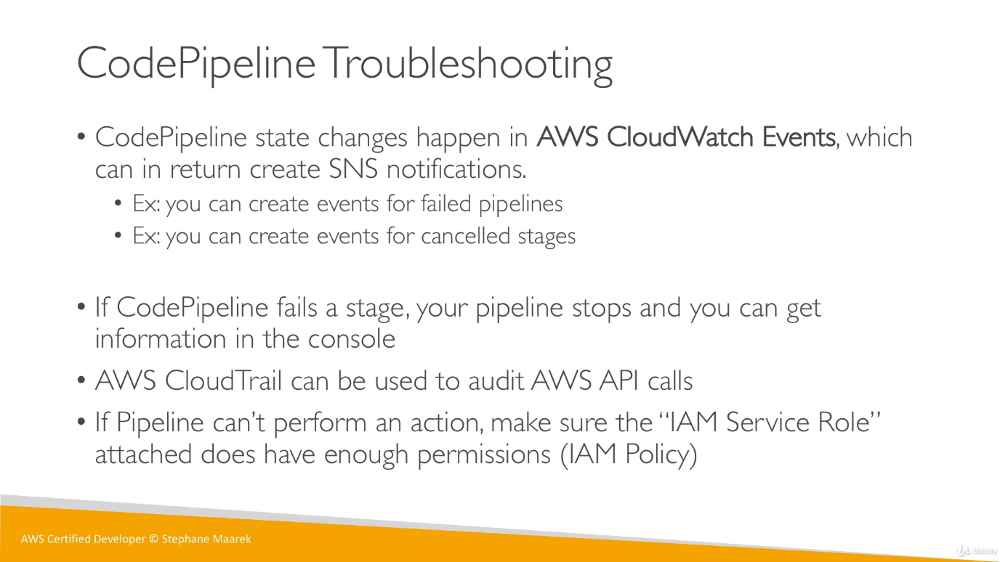 CodePipeline Troubleshooting
• CodePipeline state changes happen in AWS CloudWatch Events, which
can in return create SNS notifications.
• Ex: you can create events for failed pipelines
• Ex: you can create events for cancelled stages
• If CodePipeline fails a stage, your pipeline stops and you can get
information in the console
• AWS CloudTrail can be used to audit AWS API calls
• If Pipeline can’t perform an action, make sure the “IAM Service Role”
attached does have enough permissions (IAM Policy)
AWS Certified Developer © Stephane Maarek
Udemy